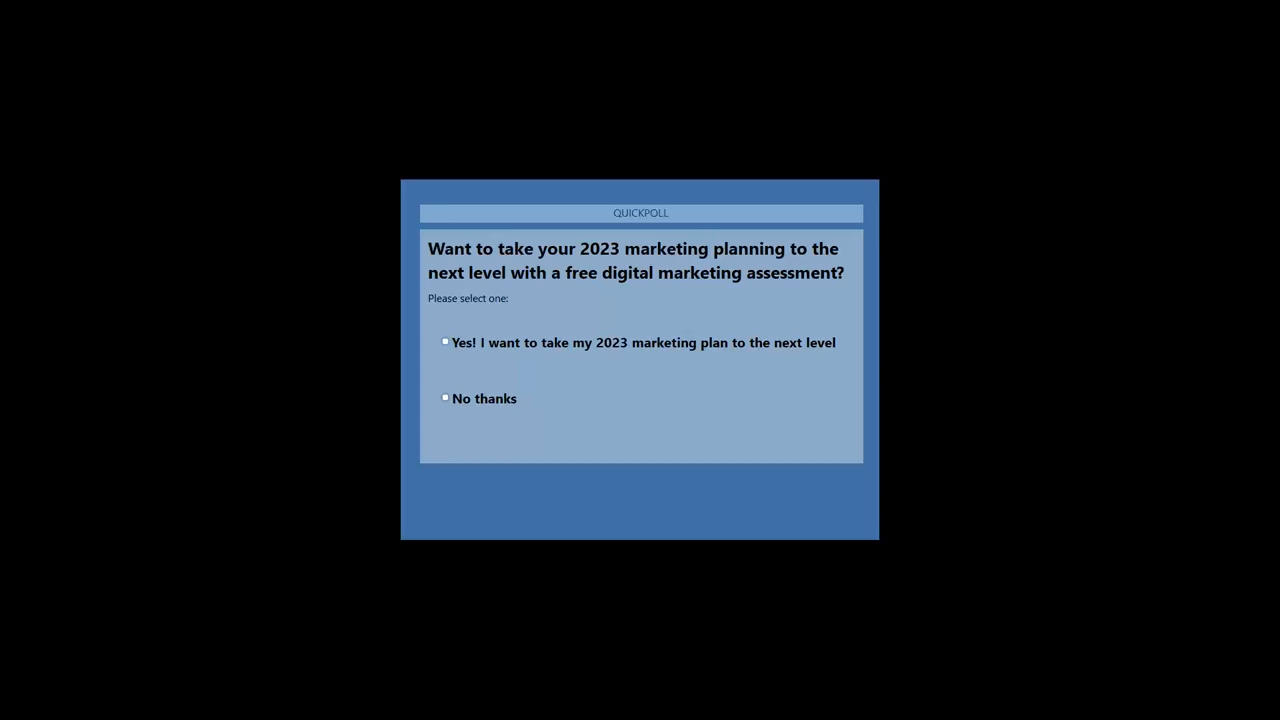 QUICKPOLL
Want to take your 2023 marketing planning to the
next level with a free digital marketing assessment?
Please select one:
Yes! I want to take my 2023 marketing plan to the next level
No thanks